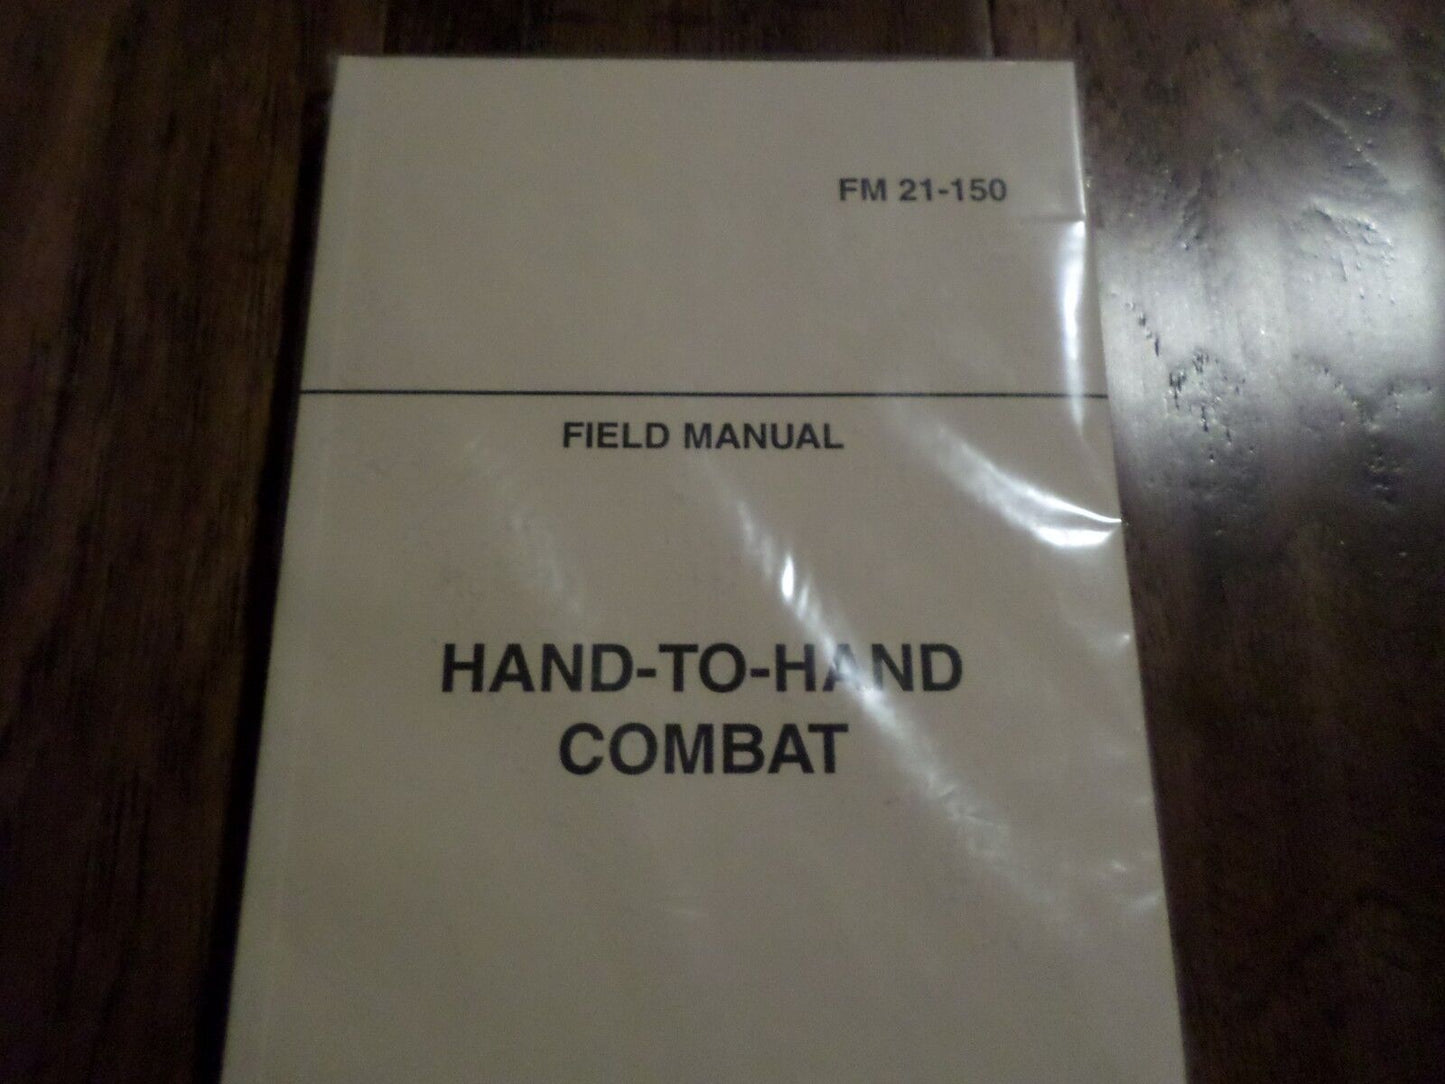 FM 21-150
FIELD MANUAL
HAND-TO-HAND
COMBAT